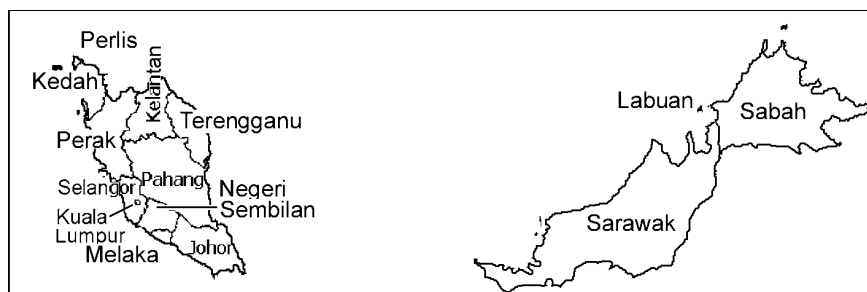 Perlis
Kedah
Kelantan
Terengganu
Perak
Pahang
Selangor
Negeri
Sembilan
Kuala
Lumpur
Melaka
Johor
Labuan
Sabah
Sarawak